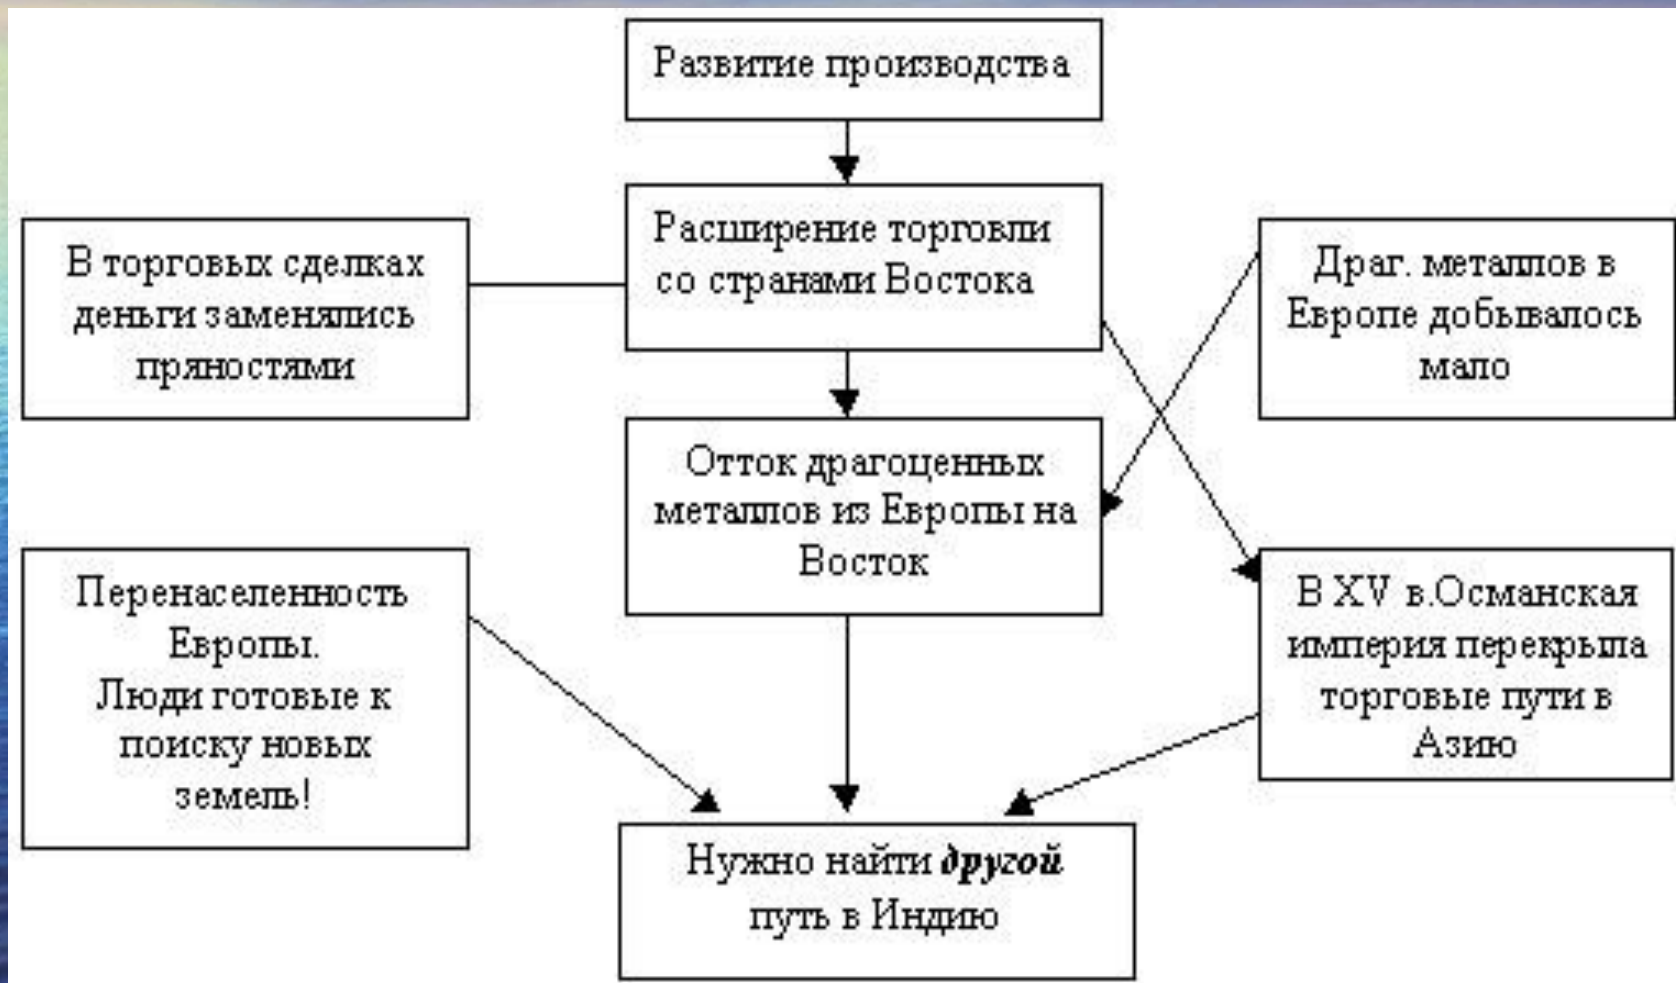 Развитие производства
Расширение торговли
со странами Востока
В торговых сделках
деньги заменялись
пряностями
Драг. металлов в
Европе добывалось
мало
Отток драгоценных
металлов из Европы на
Восток
Перенаселенность
Европы.
Люди готовые к
поиску новых
земель!
В XV в.Османская
империя перекрыла
торговые пути в
Азию
Нужно найти другой
путь в Индию